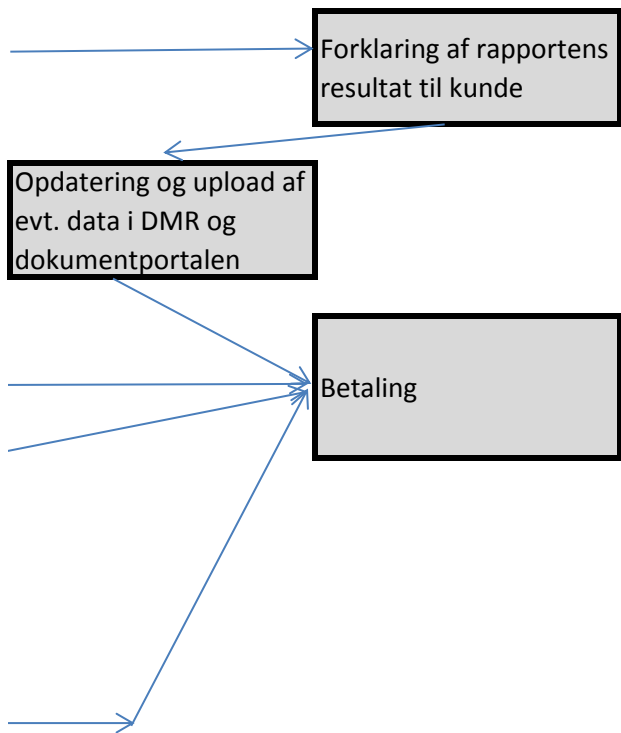 Forklaring af rapportens
resultat til kunde
Opdatering og upload af
evt. data i DMR og
dokumentportalen
Betaling